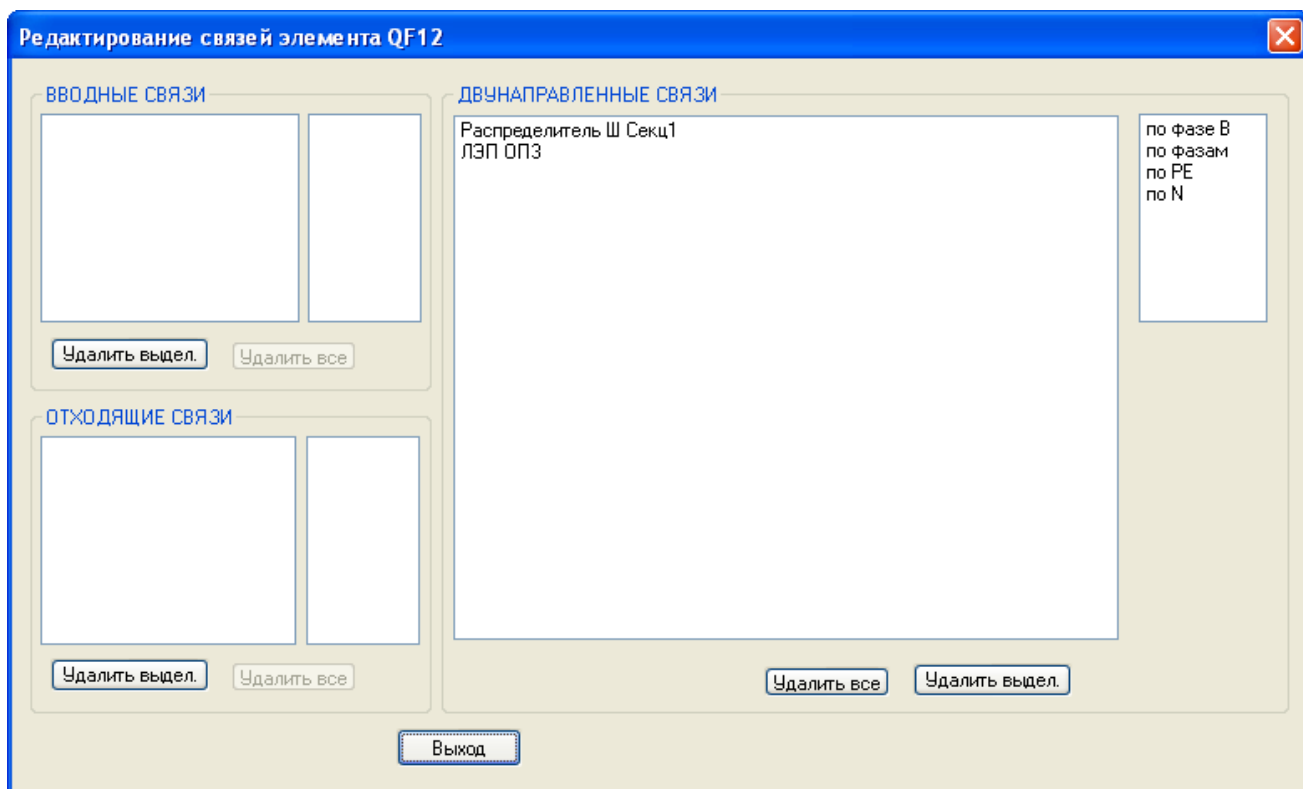 Редактирование связей элемента QF12
ВВОДНЫЕ СВЯЗИ
Удалить выдел.
Удалить все
ОТХОДЯЩИЕ СВЯЗИ
Удалить выдел.
Удалить все
ДВУНАПРАВЛЕННЫЕ СВЯЗИ
Распределитель Ш Секц1
ЛЭП ОП3
по фазе B
по фазам
по PE
по N
Удалить все
Удалить выдел.
Выход